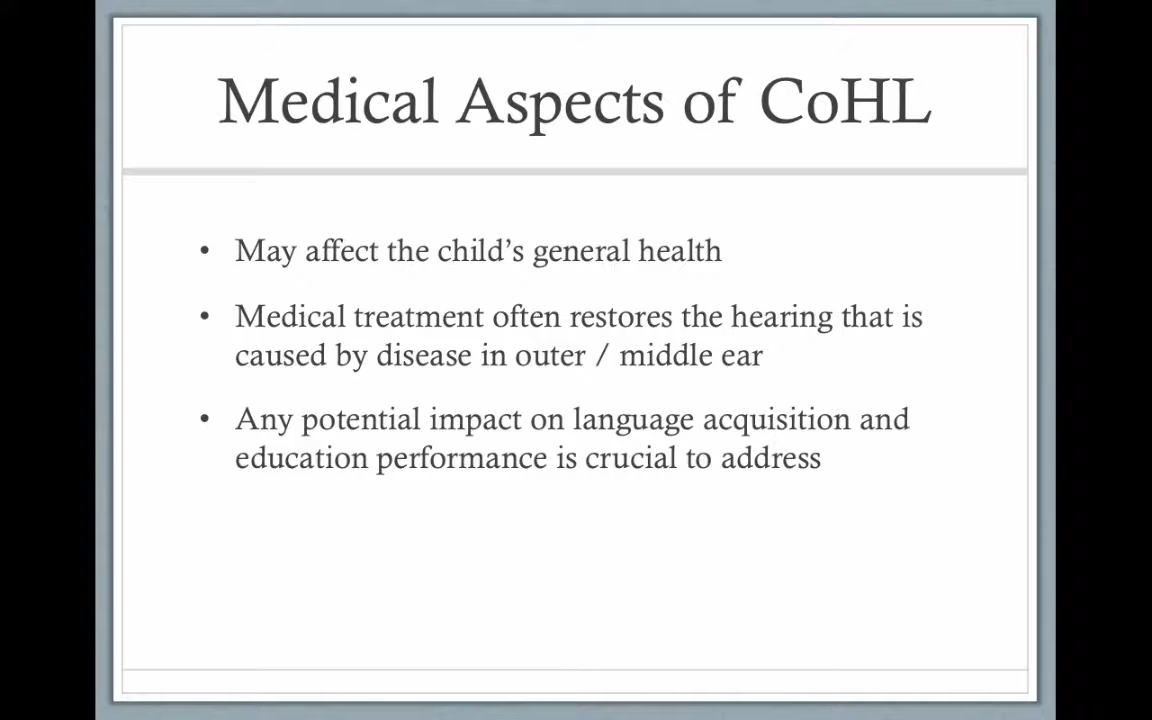 Medical Aspects of CoHL
• May affect the child’s general health
• Medical treatment often restores the hearing that is
caused by disease in outer / middle ear
• Any potential impact on language acquisition and
education performance is crucial to address